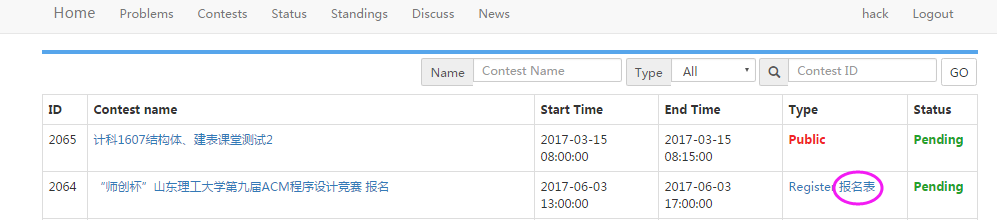 Home Problems Contests Status Standings Discuss News hack Logout
Name Contest Name Type All Contest ID GO
ID Contest name Start Time End Time Type Status
2065 计科1607结构体、建表课堂测试2 2017-03-15 08:00:00 2017-03-15 08:15:00 Public Pending
2064 “师创杯”山东理工大学第九届ACM程序设计竞赛 报名 2017-06-03 13:00:00 2017-06-03 17:00:00 Register 报名表 Pending